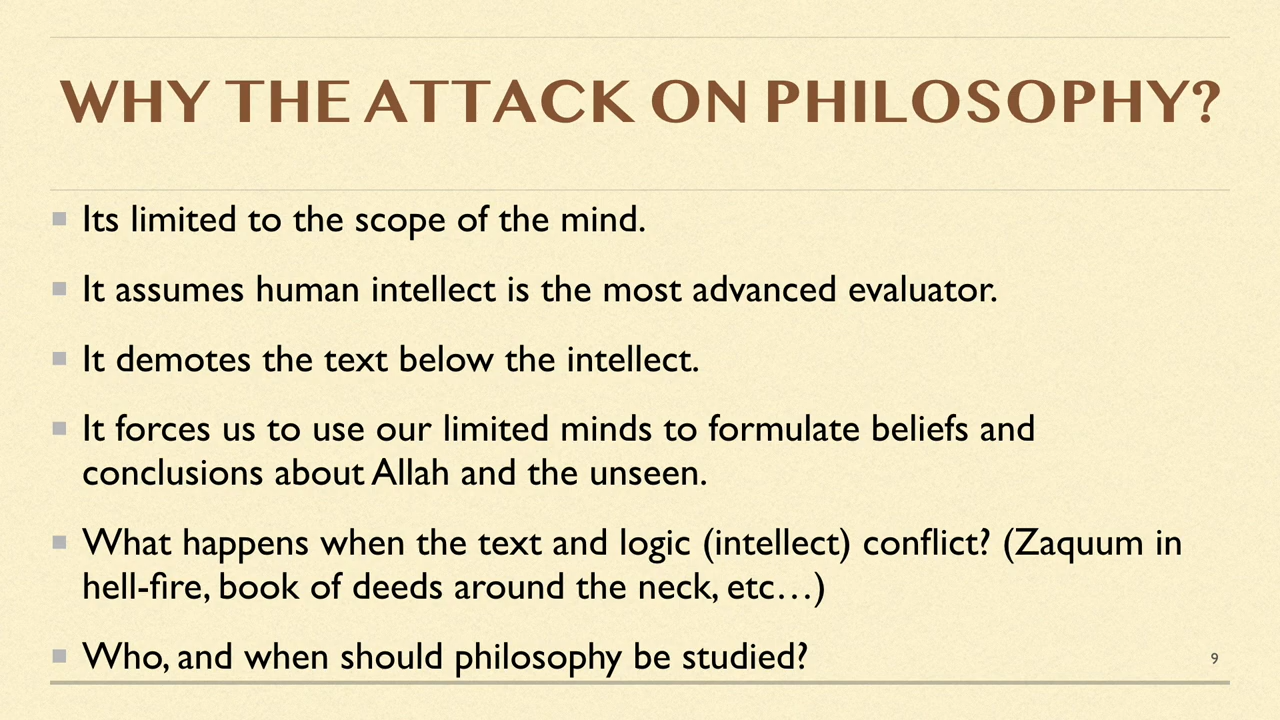 WHY THE ATTACK ON PHILOSOPHY?
Its limited to the scope of the mind.
It assumes human intellect is the most advanced evaluator.
It demotes the text below the intellect.
It forces us to use our limited minds to formulate beliefs and
conclusions about Allah and the unseen.
What happens when the text and logic (intellect) conflict? (Zaquum in
hell-fire, book of deeds around the neck, etc…)
Who, and when should philosophy be studied?
9